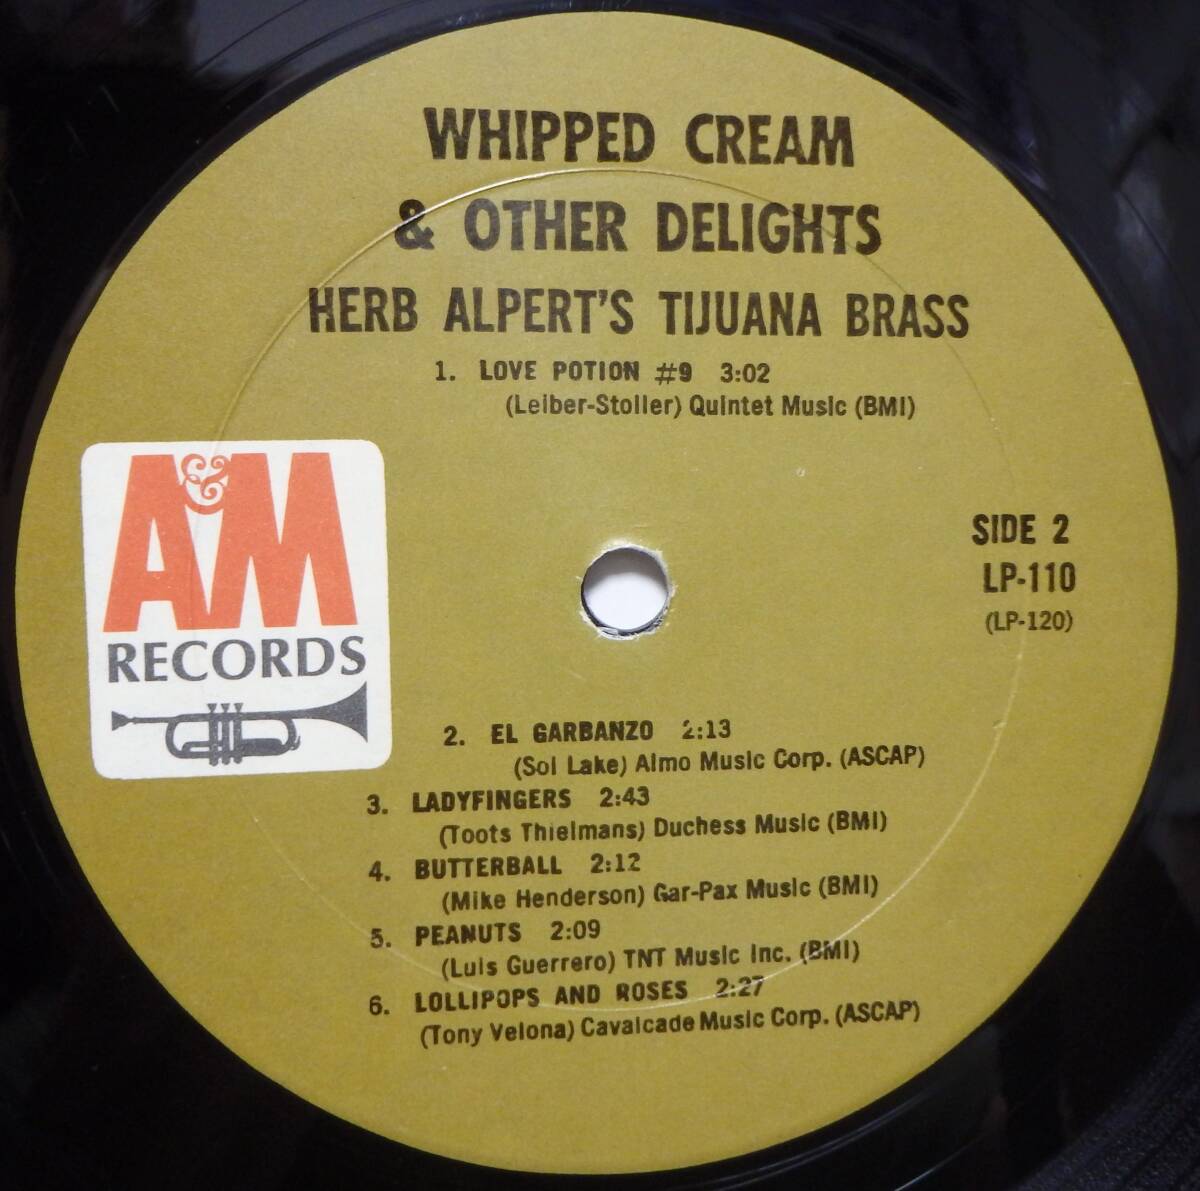 WHIPPED CREAM
& OTHER DELIGHTS
HERB ALPERT'S TIJUANA BRASS
1. LOVE POTION #9 3:02
(Leiber-Stoller) Quintet Music (BMI)
A&M
RECORDS
SIDE 2
LP-110
(LP-120)
2. EL GARBANZO 2:13
(Sol Lake) Almo Music Corp. (ASCAP)
3. LADYFINGERS 2:43
(Toots Thielmans) Duchess Music (BMI)
4. BUTTERBALL 2:12
(Mike Henderson) Gar-Pax Music (BMI)
5. PEANUTS 2:09
(Luis Guerrero) TNT Music Inc. (BMI)
6. LOLLIPOPS AND ROSES 2:27
(Tony Velona) Cavalcade Music Corp. (ASCAP)